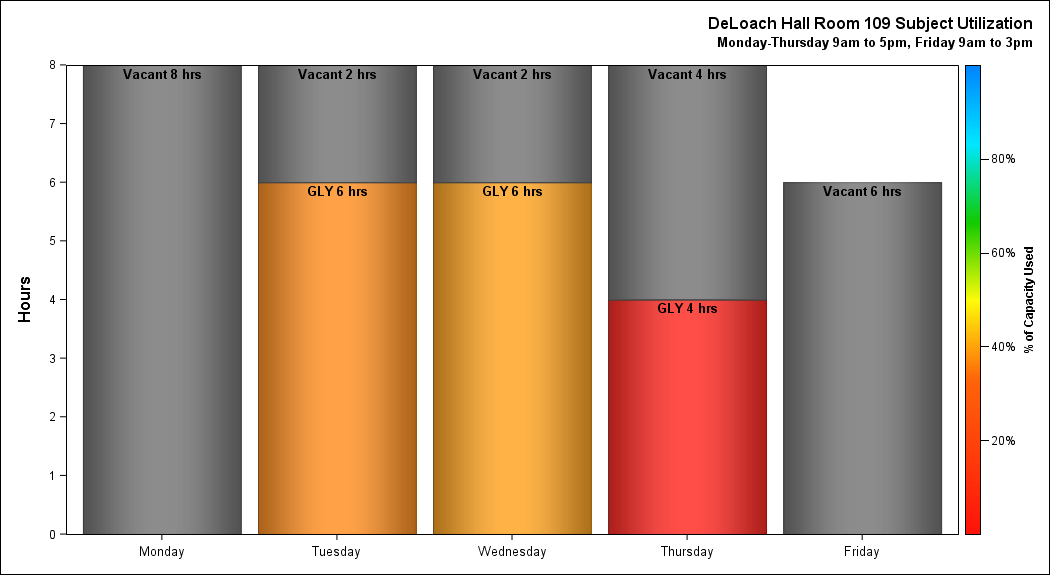 DeLoach Hall Room 109 Subject Utilization
Monday-Thursday 9am to 5pm, Friday 9am to 3pm
Hours
8
7
6
5
4
3
2
1
0
Vacant 8 hrs
Vacant 2 hrs
Vacant 2 hrs
Vacant 4 hrs
GLY 6 hrs
GLY 6 hrs
Vacant 6 hrs
GLY 4 hrs
Monday
Tuesday
Wednesday
Thursday
Friday
80%
60%
40%
20%
% of Capacity Used